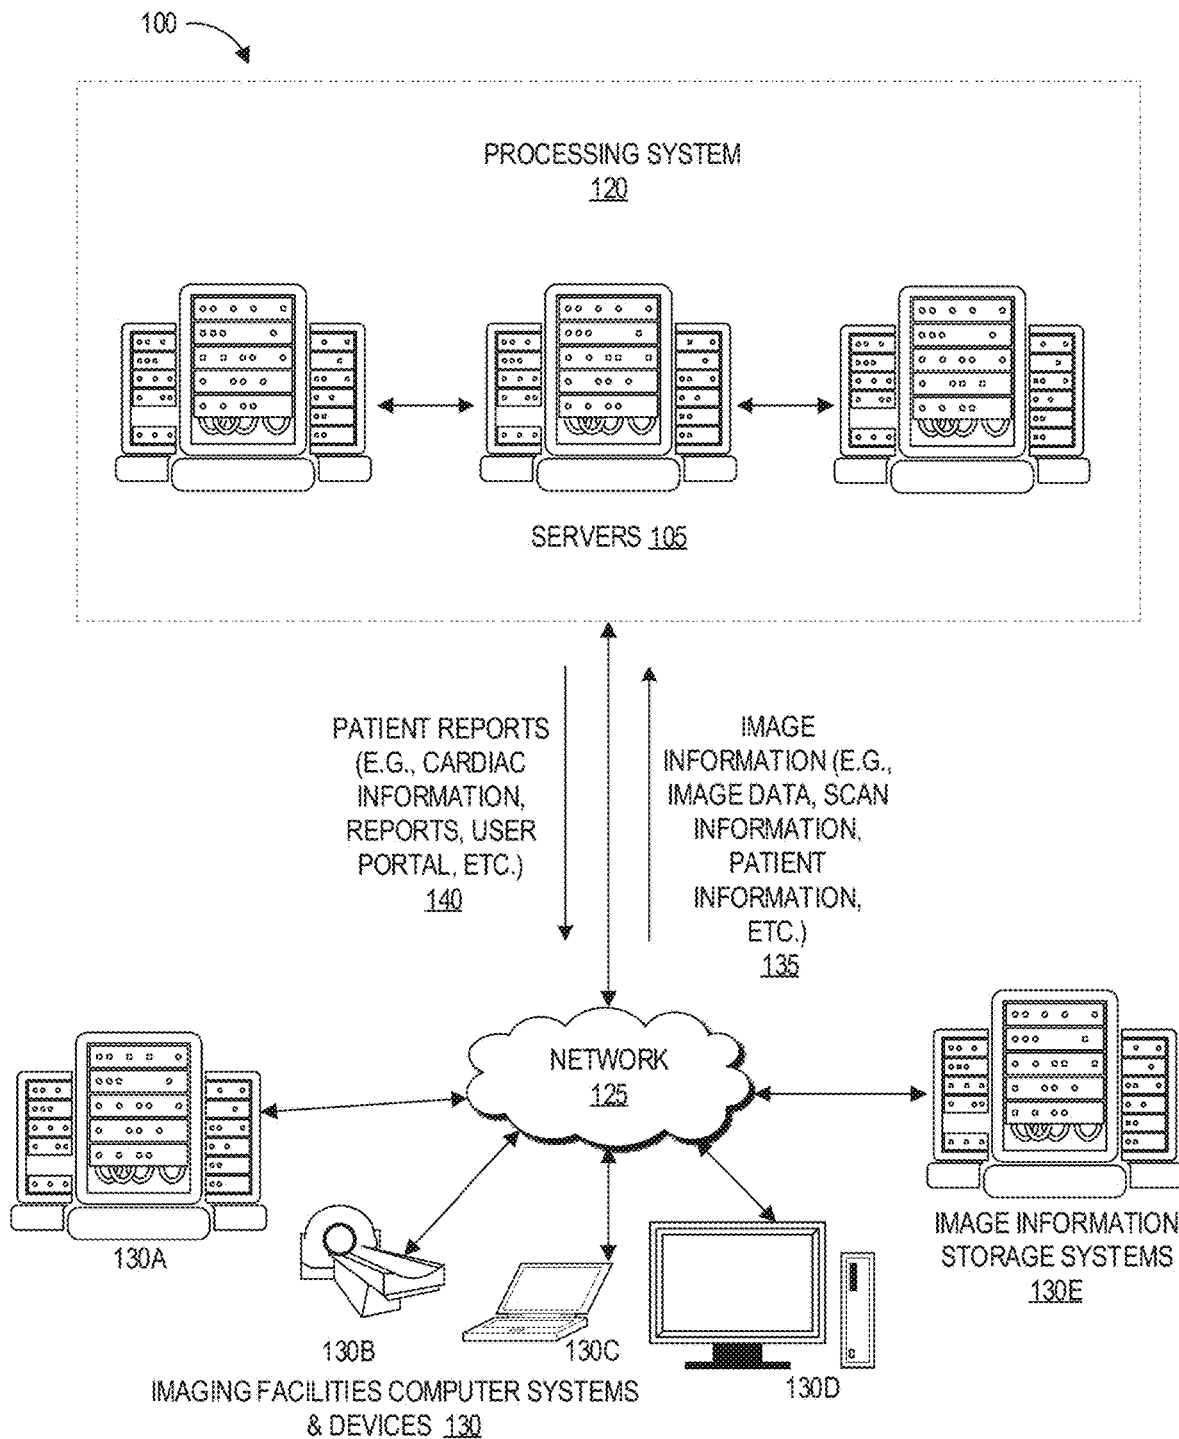 100
PROCESSING SYSTEM
120
SERVERS 105
PATIENT REPORTS
(E.G., CARDIAC
INFORMATION,
REPORTS, USER
PORTAL, ETC.)
140
IMAGE
INFORMATION (E.G.,
IMAGE DATA, SCAN
INFORMATION,
PATIENT
INFORMATION,
ETC.)
135
NETWORK
125
130A
130B
130C
130D
IMAGE INFORMATION
STORAGE SYSTEMS
130E
IMAGING FACILITIES COMPUTER SYSTEMS
& DEVICES 130